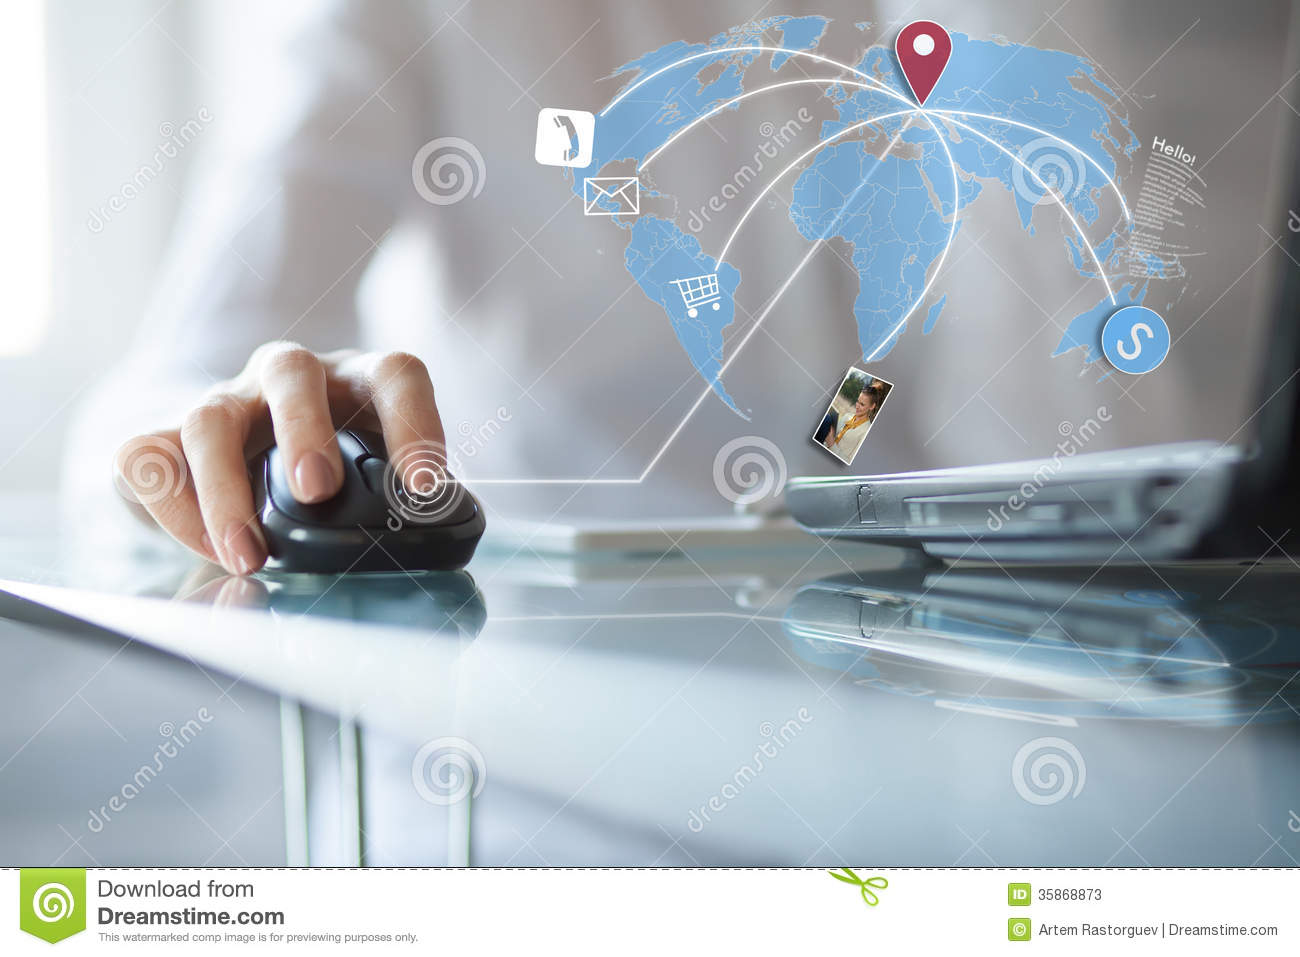 Hello!
S
dreamstime
dreamstime
dreamstime
dreamstime
dreamstime
dreamstime
dreamstime
Download from
Dreamstime.com
This watermarked comp image is for previewing purposes only.
ID 35868873
© Artem Rastorguev | Dreamstime.com